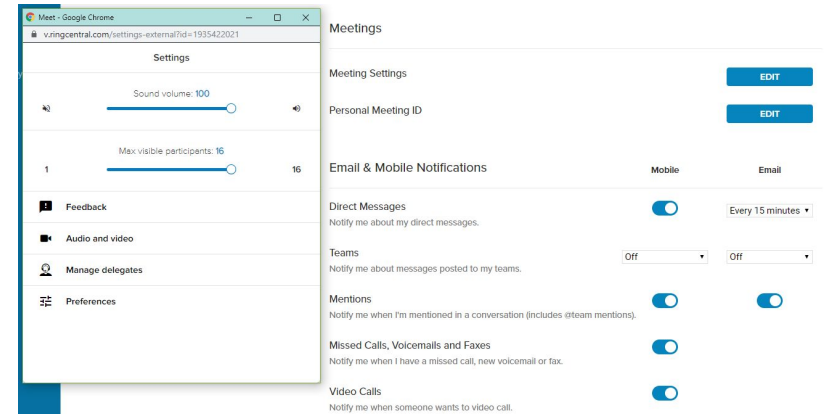 Meet - Google Chrome
v.ringcentral.com/settings-external?id=1935422021
Settings
Sound volume: 100
Max visible participants: 16
1 16
Feedback
Audio and video
Manage delegates
Preferences
Meetings
Meeting Settings EDIT
Personal Meeting ID EDIT
Email & Mobile Notifications Mobile Email
Direct Messages Every 15 minutes
Notify me about my direct messages.
Teams Off Off
Notify me about messages posted to my teams.
Mentions
Notify me when I'm mentioned in a conversation (includes @team mentions).
Missed Calls, Voicemails and Faxes
Notify me when I have a missed call, new voicemail or fax.
Video Calls
Notify me when someone wants to video call.